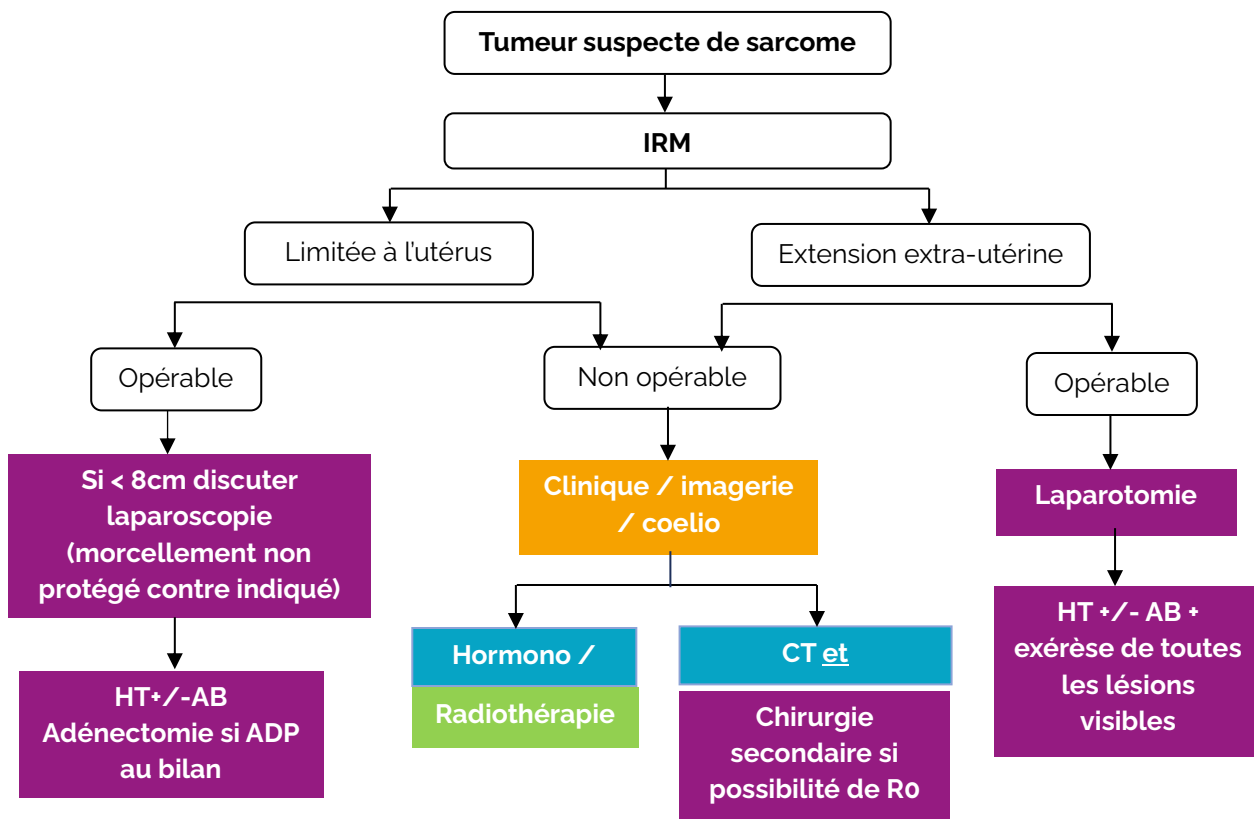 Tumeur suspecte de sarcome
IRM
Limitée à l'utérus
Extension extra-utérine
Opérable
Non opérable
Opérable
Si < 8cm discuter
laparoscopie
(morcellement non
protégé contre indiqué)
Clinique / imagerie
/ coelio
Laparotomie
HT+/-AB
Adénectomie si ADP
au bilan
Hormono /
Radiothérapie
CT et
Chirurgie
secondaire si
possibilité de R0
HT +/- AB +
exérèse de toutes
les lésions
visibles